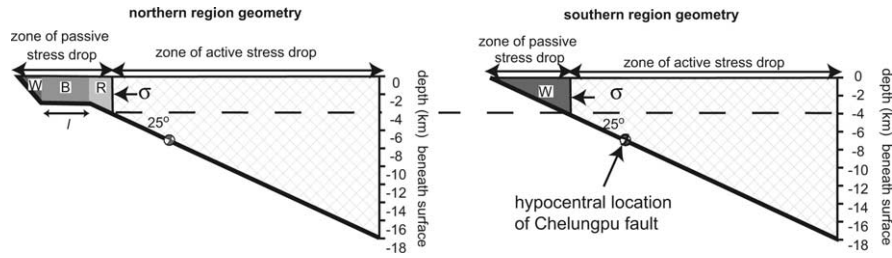 northern region geometry
zone of passive
stress drop
zone of active stress drop
W B R
σ
l
25°
0
-2
-4
-6
-8
-10
-12
-14
-16
-18
depth (km) beneath surface
southern region geometry
zone of passive
stress drop
zone of active stress drop
W
σ
25°
hypocentral location
of Chelungpu fault
0
-2
-4
-6
-8
-10
-12
-14
-16
-18
depth (km) beneath surface